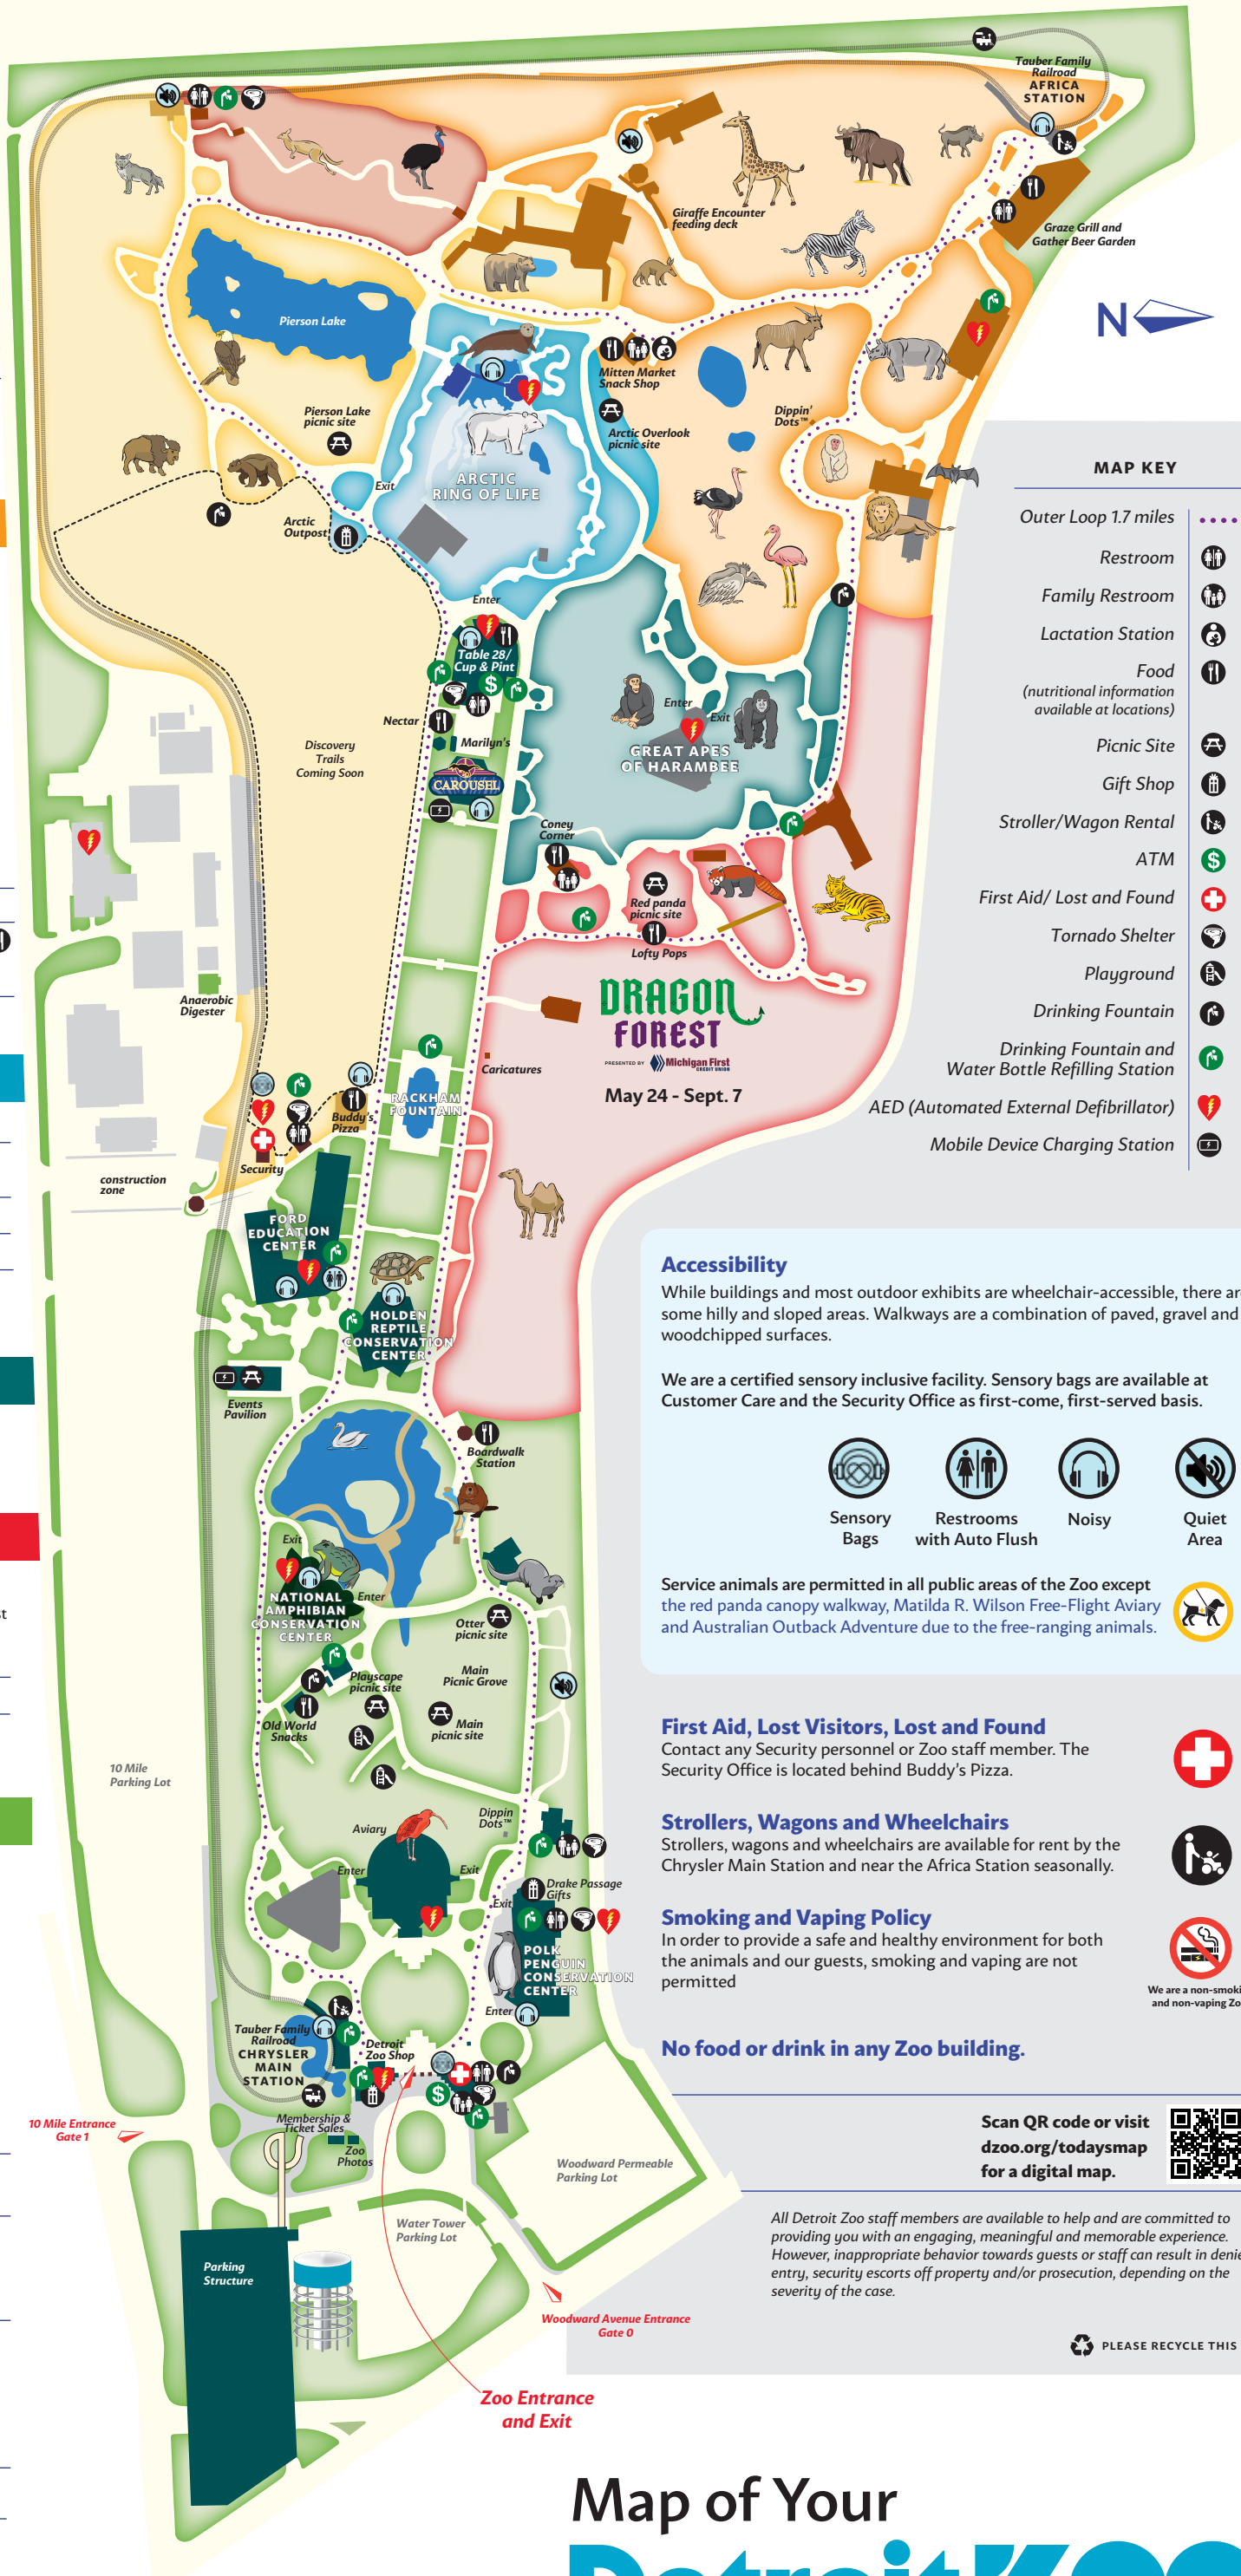 Tauber Family
Railroad
AFRICA
STATION
Giraffe Encounter
feeding deck
Graze Grill and
Gather Beer Garden
N
Pierson Lake
Mitten Market
Snack Shop
Pierson Lake
picnic site
Arctic Overlook
picnic site
Dippin'
Dots™
Exit
ARCTIC
RING OF LIFE
Arctic
Outpost
Enter
Table 28/
Cup & Pint
$
Nectar
Marilyn's
Discovery
Trails
Coming Soon
CAROUSEL
Enter
Exit
GREAT APES
OF HARAMBEE
Coney
Corner
Red panda
picnic site
Lofty Pops
DRAGON
FOREST
PRESENTED BY Michigan First
CREDIT UNION
May 24 - Sept. 7
Anaerobic
Digester
Caricatures
RACKHAM
FOUNTAIN
Buddy's
Pizza
Security
construction
zone
FORD
EDUCATION
CENTER
HOLDEN
REPTILE
CONSERVATION
CENTER
Events
Pavilion
Boardwalk
Station
Exit
Enter
NATIONAL
AMPHIBIAN
CONSERVATION
CENTER
Otter
picnic site
Playscape
picnic site
Main
Picnic Grove
Old World
Snacks
Main
picnic site
10 Mile
Parking Lot
Dippin
Dots™
Aviary
Enter
Exit
Drake Passage
Gifts
Exit
POLK
PENGUIN
CONSERVATION
CENTER
Enter
Tauber Family
Railroad
CHRYSLER
MAIN
STATION
Detroit
Zoo Shop
$
Membership &
Ticket Sales
Zoo
Photos
10 Mile Entrance
Gate 1
Woodward Permeable
Parking Lot
Water Tower
Parking Lot
Parking
Structure
Woodward Avenue Entrance
Gate 0
Zoo Entrance
and Exit
MAP KEY
Outer Loop 1.7 miles
Restroom
Family Restroom
Lactation Station
Food
(nutritional information
available at locations)
Picnic Site
Gift Shop
Stroller/Wagon Rental
ATM
$
First Aid/ Lost and Found
Tornado Shelter
Playground
Drinking Fountain
Drinking Fountain and
Water Bottle Refilling Station
AED (Automated External Defibrillator)
Mobile Device Charging Station
Accessibility
While buildings and most outdoor exhibits are wheelchair-accessible, there ar
some hilly and sloped areas. Walkways are a combination of paved, gravel and
woodchipped surfaces.
We are a certified sensory inclusive facility. Sensory bags are available at
Customer Care and the Security Office as first-come, first-served basis.
Sensory
Bags
Restrooms
with Auto Flush
Noisy
Quiet
Area
Service animals are permitted in all public areas of the Zoo except
the red panda canopy walkway, Matilda R. Wilson Free-Flight Aviary
and Australian Outback Adventure due to the free-ranging animals.
First Aid, Lost Visitors, Lost and Found
Contact any Security personnel or Zoo staff member. The
Security Office is located behind Buddy's Pizza.
Strollers, Wagons and Wheelchairs
Strollers, wagons and wheelchairs are available for rent by the
Chrysler Main Station and near the Africa Station seasonally.
Smoking and Vaping Policy
In order to provide a safe and healthy environment for both
the animals and our guests, smoking and vaping are not
permitted
We are a non-smoki
and non-vaping Zo
No food or drink in any Zoo building.
Scan QR code or visit
dzoo.org/todaysmap
for a digital map.
All Detroit Zoo staff members are available to help and are committed to
providing you with an engaging, meaningful and memorable experience.
However, inappropriate behavior towards guests or staff can result in denie
entry, security escorts off property and/or prosecution, depending on the
severity of the case.
PLEASE RECYCLE THIS
Map of Your
Detroit